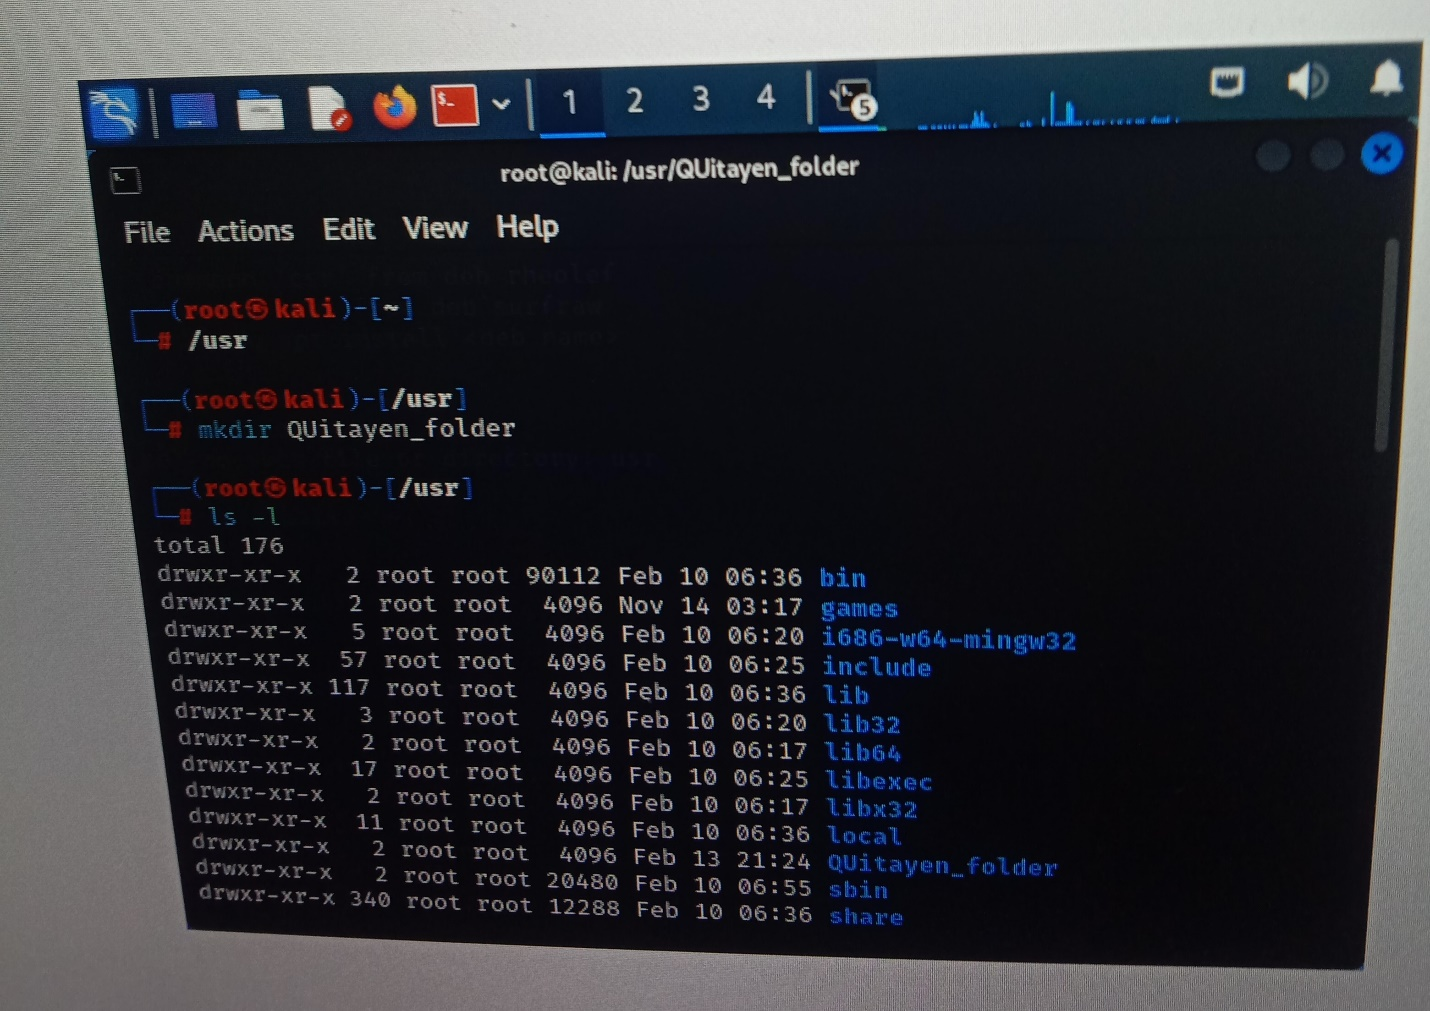 1 2 3 4 5
root@kali: /usr/QUitayen_folder
File Actions Edit View Help
┌──(root㉿kali)-[~]
└─# /usr
┌──(root㉿kali)-[/usr]
└─# mkdir QUitayen_folder
┌──(root㉿kali)-[/usr]
└─# ls -l
total 176
drwxr-xr-x 2 root root 90112 Feb 10 06:36 bin
drwxr-xr-x 2 root root 4096 Nov 14 03:17 games
drwxr-xr-x 5 root root 4096 Feb 10 06:20 i686-w64-mingw32
drwxr-xr-x 57 root root 4096 Feb 10 06:25 include
drwxr-xr-x 117 root root 4096 Feb 10 06:36 lib
drwxr-xr-x 3 root root 4096 Feb 10 06:20 lib32
drwxr-xr-x 2 root root 4096 Feb 10 06:17 lib64
drwxr-xr-x 17 root root 4096 Feb 10 06:25 libexec
drwxr-xr-x 2 root root 4096 Feb 10 06:17 libx32
drwxr-xr-x 11 root root 4096 Feb 10 06:36 local
drwxr-xr-x 2 root root 4096 Feb 13 21:24 QUitayen_folder
drwxr-xr-x 2 root root 20480 Feb 10 06:55 sbin
drwxr-xr-x 340 root root 12288 Feb 10 06:36 share